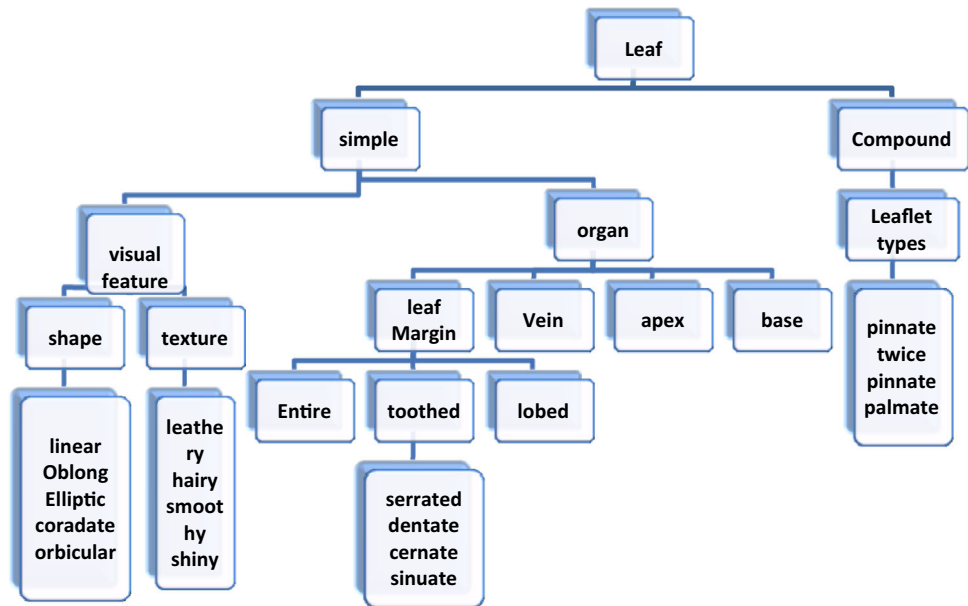 Leaf
simple
Compound
visual
feature
organ
Leaflet
types
shape
texture
leaf
Margin
Vein
apex
base
pinnate
twice
pinnate
palmate
linear
Oblong
Elliptic
coradate
orbicular
leathe
ry
hairy
smoot
hy
shiny
Entire
toothed
lobed
serrated
dentate
cernate
sinuate